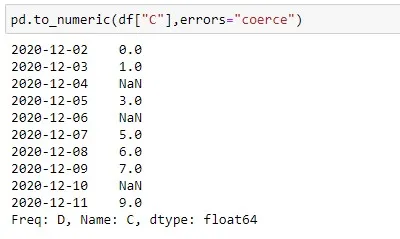 pd.to_numeric(df["C"],errors="coerce")
2020-12-02    0.0
2020-12-03    1.0
2020-12-04    NaN
2020-12-05    3.0
2020-12-06    NaN
2020-12-07    5.0
2020-12-08    6.0
2020-12-09    7.0
2020-12-10    NaN
2020-12-11    9.0
Freq: D, Name: C, dtype: float64